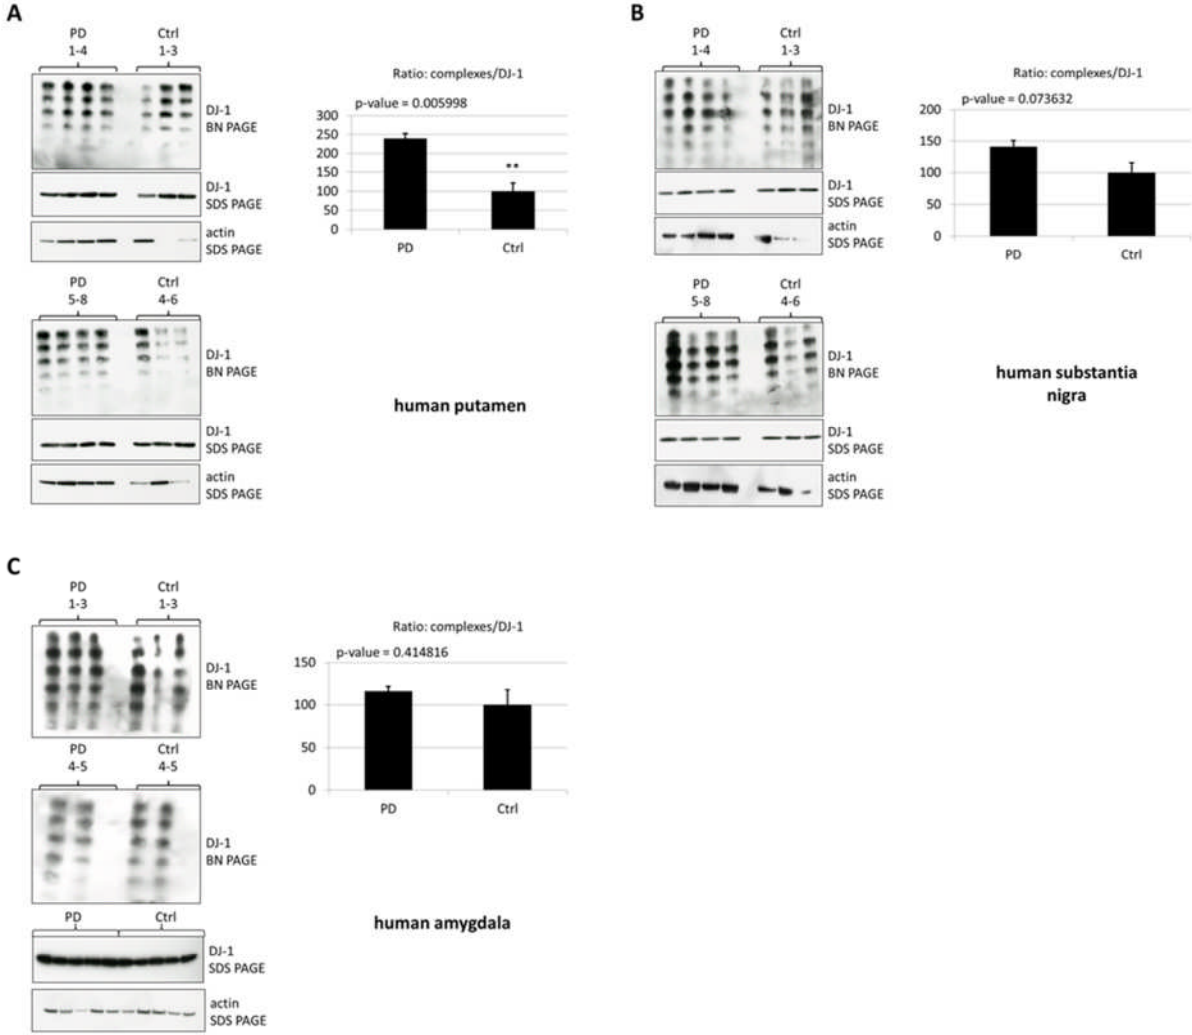 A
PD
1-4
Ctrl
1-3
DJ-1
BN PAGE
DJ-1
SDS PAGE
actin
SDS PAGE
Ratio: complexes/DJ-1
p-value = 0.005998
300
250
200
150
100
50
0
**
PD
Ctrl
PD
5-8
Ctrl
4-6
DJ-1
BN PAGE
DJ-1
SDS PAGE
actin
SDS PAGE
human putamen
B
PD
1-4
Ctrl
1-3
DJ-1
BN PAGE
DJ-1
SDS PAGE
actin
SDS PAGE
Ratio: complexes/DJ-1
p-value = 0.073632
200
150
100
50
0
PD
Ctrl
PD
5-8
Ctrl
4-6
DJ-1
BN PAGE
DJ-1
SDS PAGE
actin
SDS PAGE
human substantia
nigra
C
PD
1-3
Ctrl
1-3
DJ-1
BN PAGE
PD
4-5
Ctrl
4-5
DJ-1
BN PAGE
PD
Ctrl
DJ-1
SDS PAGE
actin
SDS PAGE
Ratio: complexes/DJ-1
p-value = 0.414816
150
100
50
0
PD
Ctrl
human amygdala